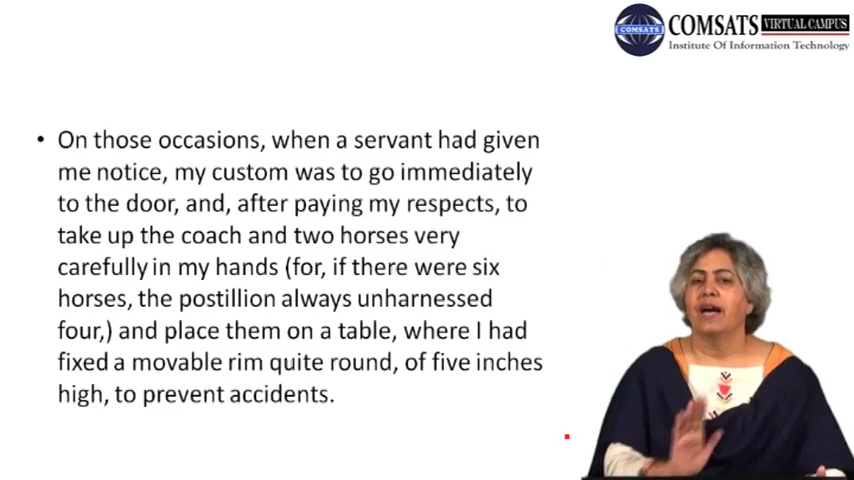 COMSATS VIRTUAL CAMPUS
COMSATS Institute Of Information Technology
• On those occasions, when a servant had given
me notice, my custom was to go immediately
to the door, and, after paying my respects, to
take up the coach and two horses very
carefully in my hands (for, if there were six
horses, the postillion always unharnessed
four,) and place them on a table, where I had
fixed a movable rim quite round, of five inches
high, to prevent accidents.